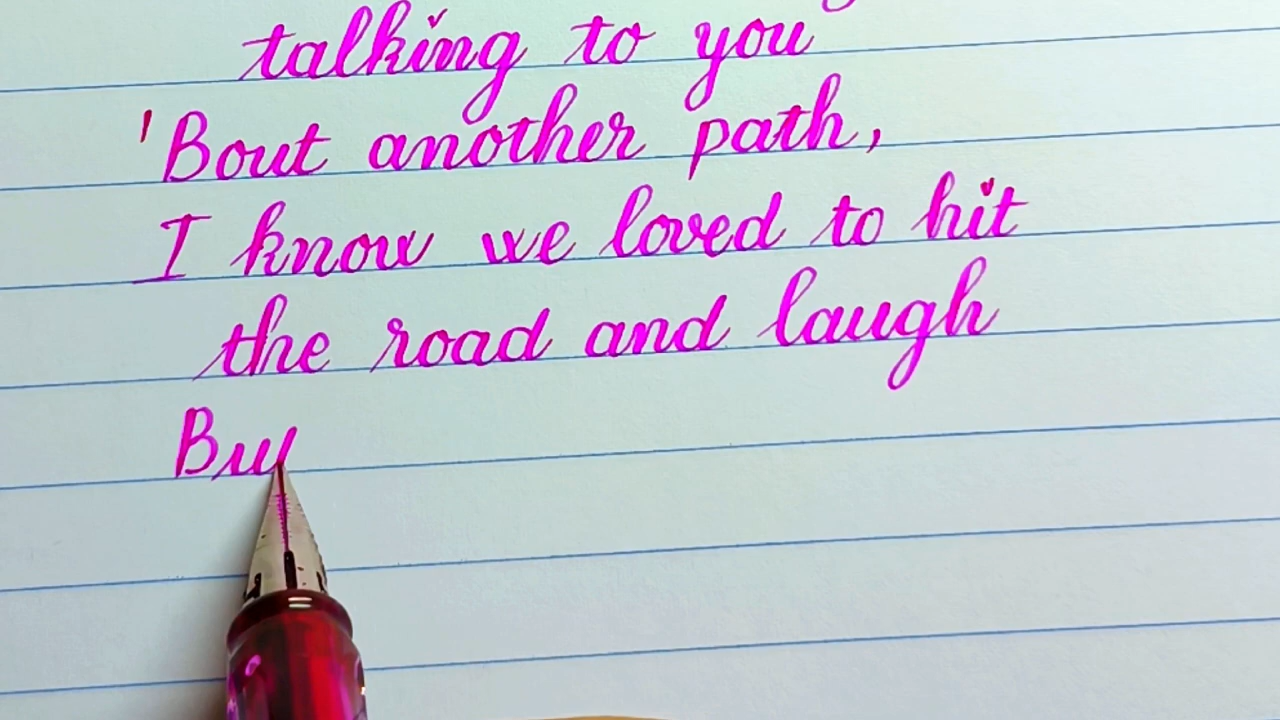 talking to you
'Bout another path,
I know we loved to hit
the road and laugh
Bu